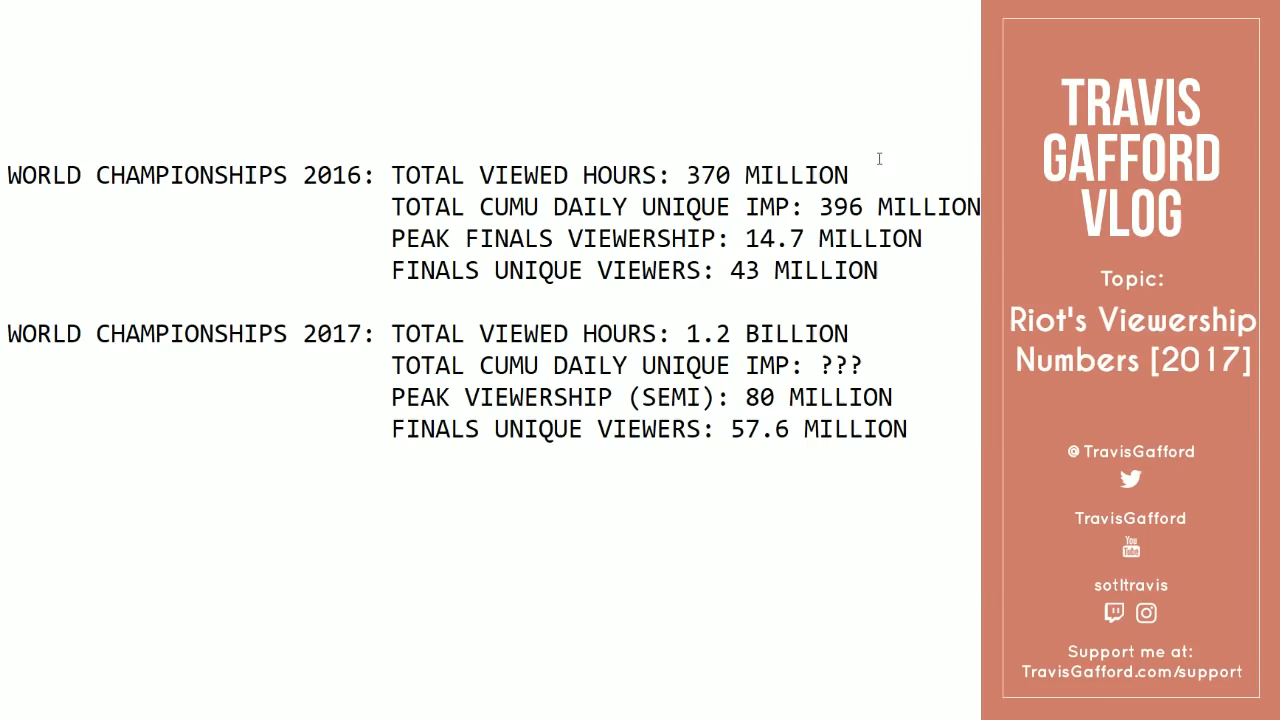 WORLD CHAMPIONSHIPS 2016: TOTAL VIEWED HOURS: 370 MILLION
TOTAL CUMU DAILY UNIQUE IMP: 396 MILLION
PEAK FINALS VIEWERSHIP: 14.7 MILLION
FINALS UNIQUE VIEWERS: 43 MILLION
WORLD CHAMPIONSHIPS 2017: TOTAL VIEWED HOURS: 1.2 BILLION
TOTAL CUMU DAILY UNIQUE IMP: ???
PEAK VIEWERSHIP (SEMI): 80 MILLION
FINALS UNIQUE VIEWERS: 57.6 MILLION
TRAVIS
GAFFORD
VLOG
Topic:
Riot's Viewership
Numbers [2017]
@TravisGafford
TravisGafford
You
Tube
sotltravis
Support me at:
TravisGafford.com/support